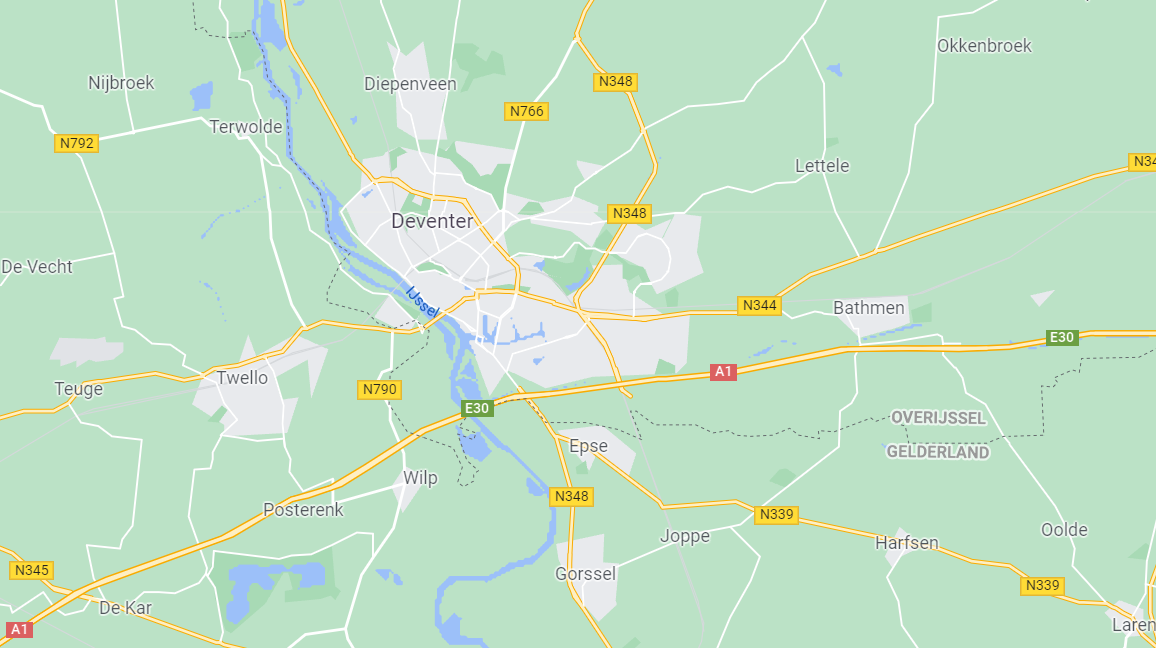 Okkenbroek
Nijbroek
Diepenveen
N348
N766
Terwolde
N792
Lettele
N34
Deventer
N348
De Vecht
IJssel
N344
Bathmen
E30
A1
Teuge
Twello
N790
E30
OVERIJSSEL
Epse
GELDERLAND
Wilp
N348
Posterenk
N339
Joppe
Oolde
Harfsen
N345
Gorssel
N339
De Kar
A1
Laren